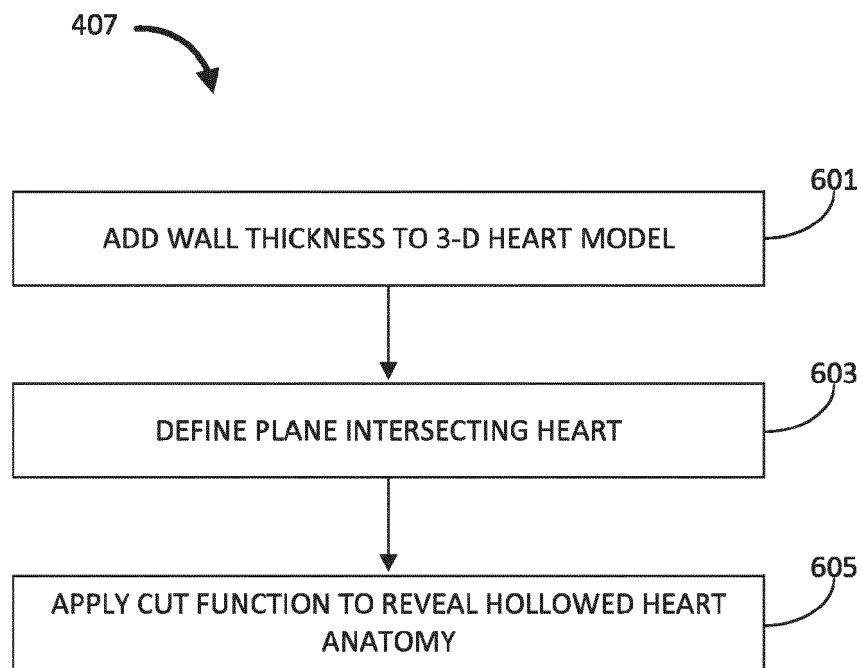 407
601
ADD WALL THICKNESS TO 3-D HEART MODEL
603
DEFINE PLANE INTERSECTING HEART
605
APPLY CUT FUNCTION TO REVEAL HOLLOWED HEART
ANATOMY